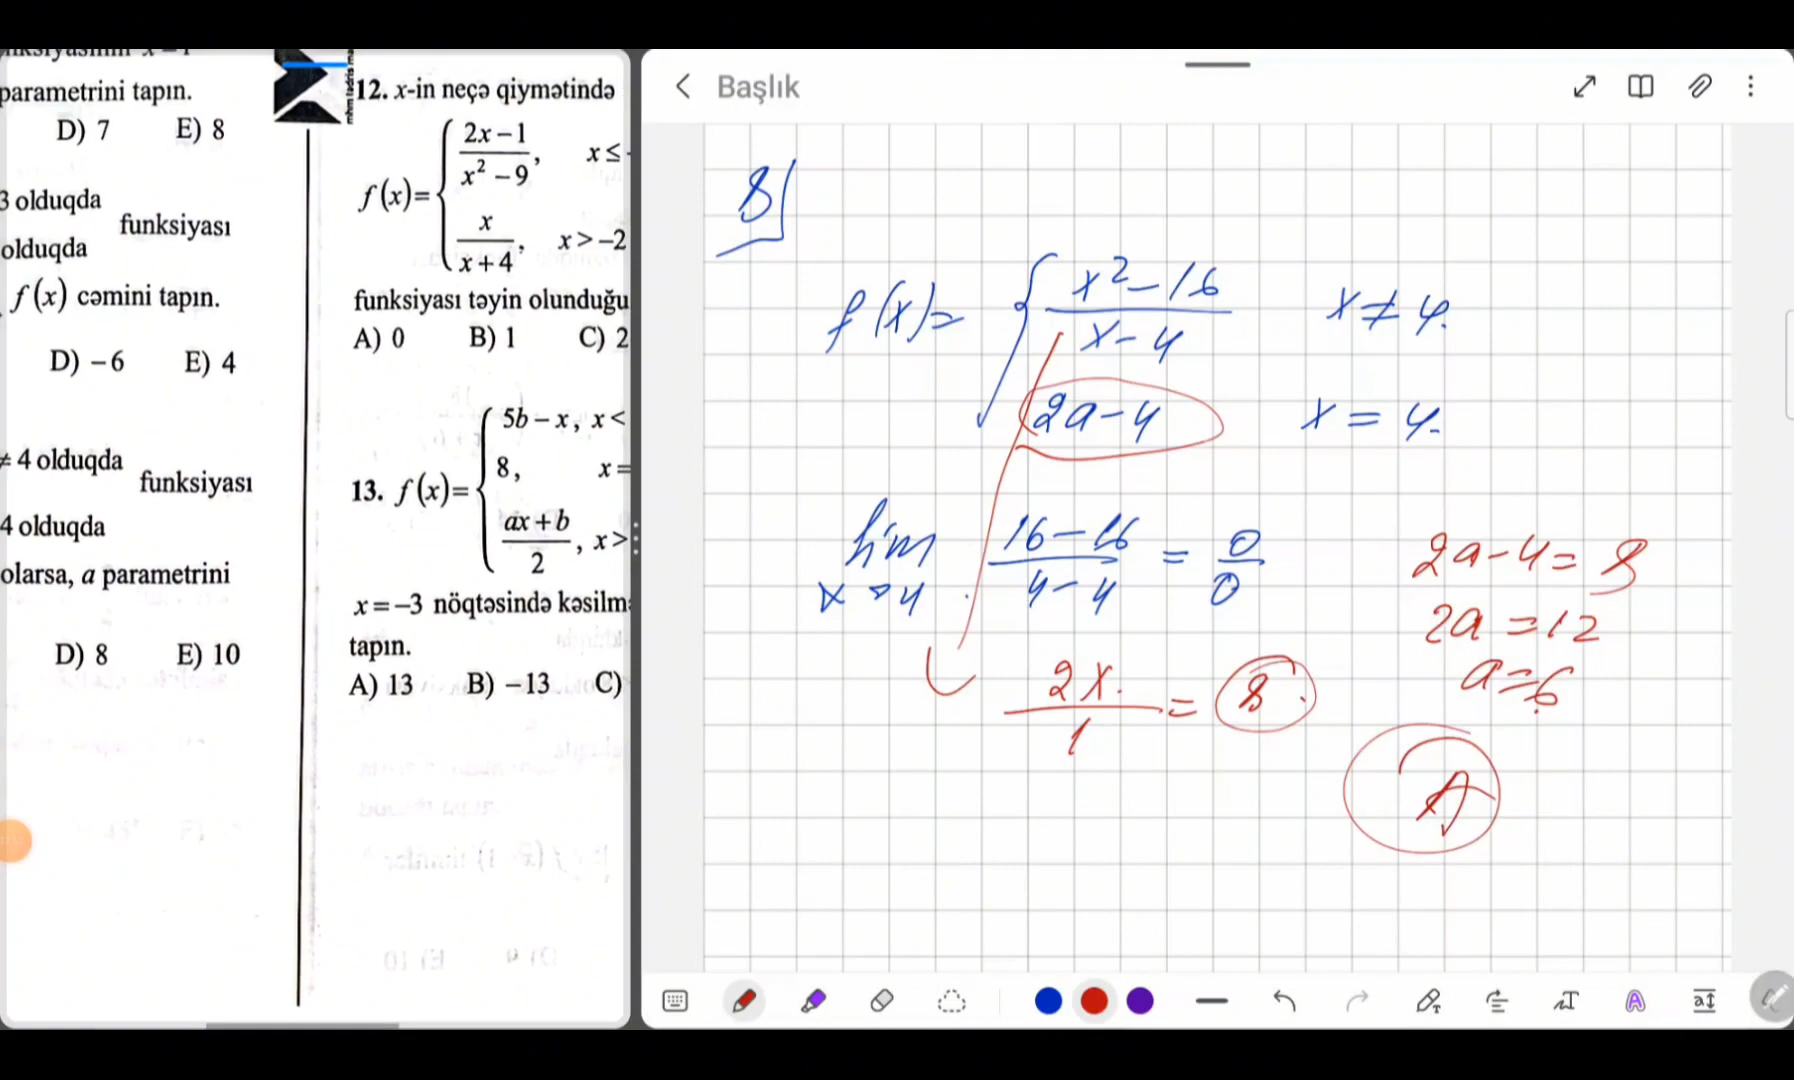 parametrini tapın.
D) 7 E) 8
3 olduqda
funksiyası
olduqda
f(x) cəmini tapın.
D) – 6 E) 4
≠ 4 olduqda
funksiyası
4 olduqda
olarsa, a parametrini
D) 8 E) 10
12. x-in neçə qiymətində
f(x)= { (2x – 1)/(x² – 9), x ≤
x/(x + 4), x > –2
funksiyası təyin olunduğu
A) 0 B) 1 C) 2
13. f(x)= { 5b – x, x <
8, x =
(ax + b)/2, x >
x = –3 nöqtəsində kəsilm
tapın.
A) 13 B) –13 C)
Başlık
8
f(x)= { (x² – 16)/(x – 4) x ≠ 4.
2a – 4 x = 4.
lim x→4 (16 – 16)/(4 – 4) = 0/0
2x/1 = 8
2a – 4 = 8
2a = 12
a = 6
A